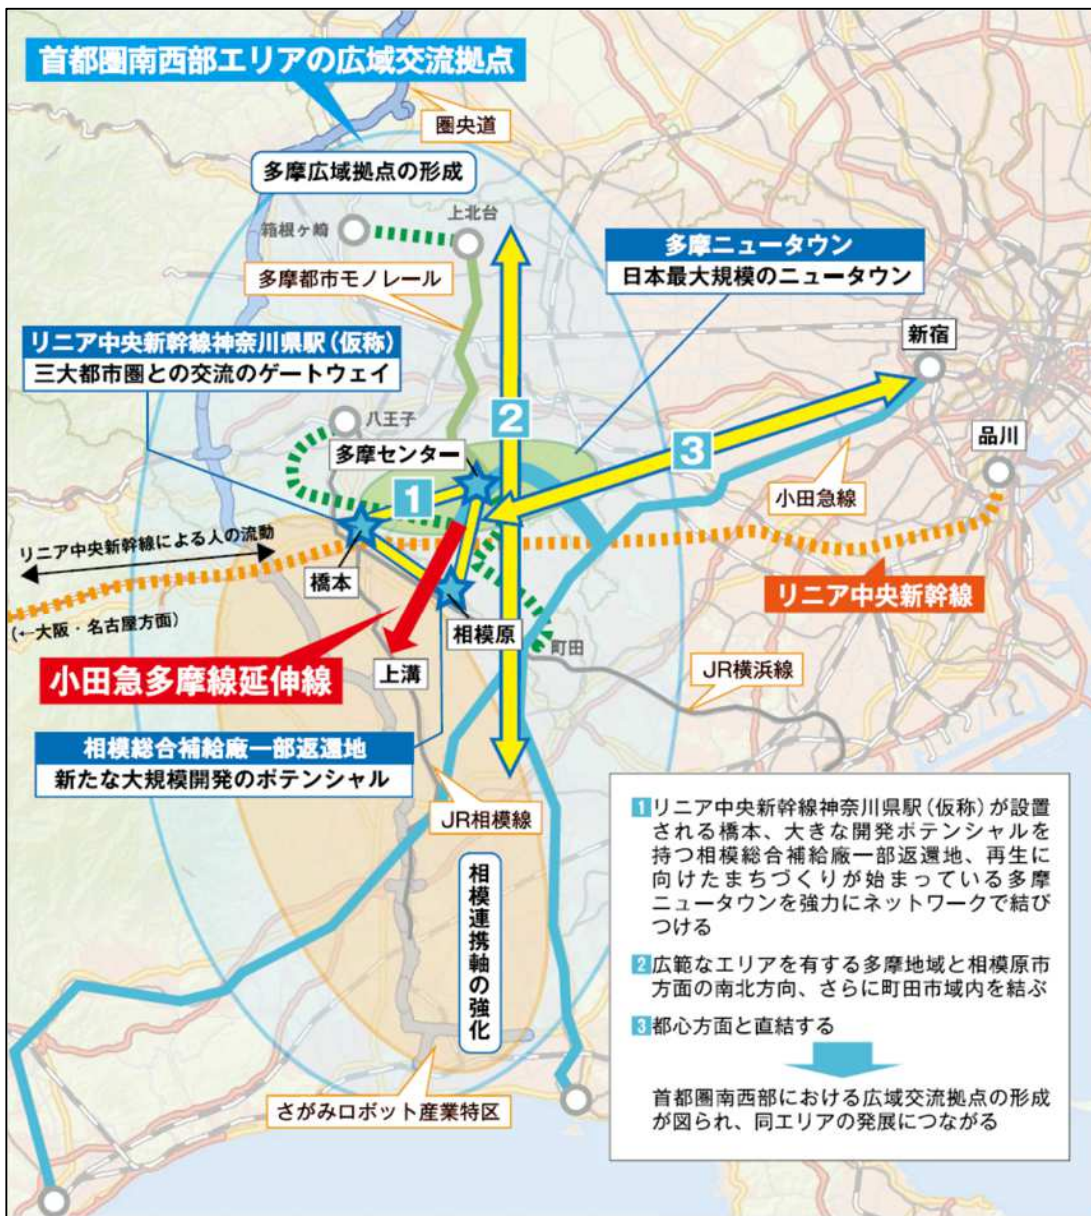 首都圏南西部エリアの広域交流拠点
圏央道
多摩広域拠点の形成
上北台
箱根ヶ崎
多摩都市モノレール
多摩ニュータウン
日本最大規模のニュータウン
リニア中央新幹線神奈川県駅(仮称)
三大都市圏との交流のゲートウェイ
新宿
八王子
2
多摩センター
3
品川
1
小田急線
リニア中央新幹線による人の流動
橋本
リニア中央新幹線
(←大阪・名古屋方面)
相模原
町田
小田急多摩線延伸線
上溝
JR横浜線
相模総合補給廠一部返還地
新たな大規模開発のポテンシャル
JR相模線
相模連携軸の強化
さがみロボット産業特区
1リニア中央新幹線神奈川県駅(仮称)が設置
される橋本、大きな開発ポテンシャルを
持つ相模総合補給廠一部返還地、再生に
向けたまちづくりが始まっている多摩
ニュータウンを強力にネットワークで結び
つける
2広範なエリアを有する多摩地域と相模原市
方面の南北方向、さらに町田市域内を結ぶ
3都心方面と直結する
首都圏南西部における広域交流拠点の形成
が図られ、同エリアの発展につながる